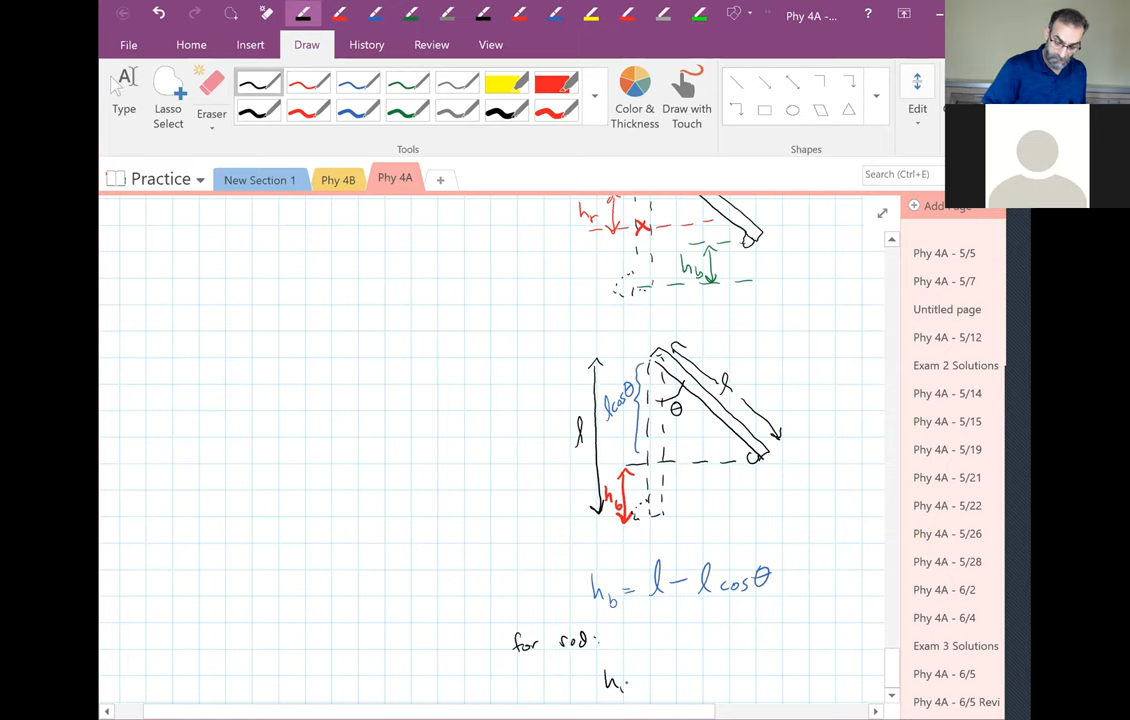 Phy 4A -...
?
File
Home
Insert
Draw
History
Review
View
Type
Lasso
Select
Eraser
Color &
Thickness
Draw with
Touch
Edit
Tools
Shapes
Practice
New Section 1
Phy 4B
Phy 4A
+
Search (Ctrl+E)
Add Page
Phy 4A - 5/5
Phy 4A - 5/7
Untitled page
Phy 4A - 5/12
Exam 2 Solutions
Phy 4A - 5/14
Phy 4A - 5/15
Phy 4A - 5/19
Phy 4A - 5/21
Phy 4A - 5/22
Phy 4A - 5/26
Phy 4A - 5/28
Phy 4A - 6/2
Phy 4A - 6/4
Exam 3 Solutions
Phy 4A - 6/5
Phy 4A - 6/5 Revi
hr
hb
l
l cosθ
θ
l
hb
hb = l - l cosθ
for rod: